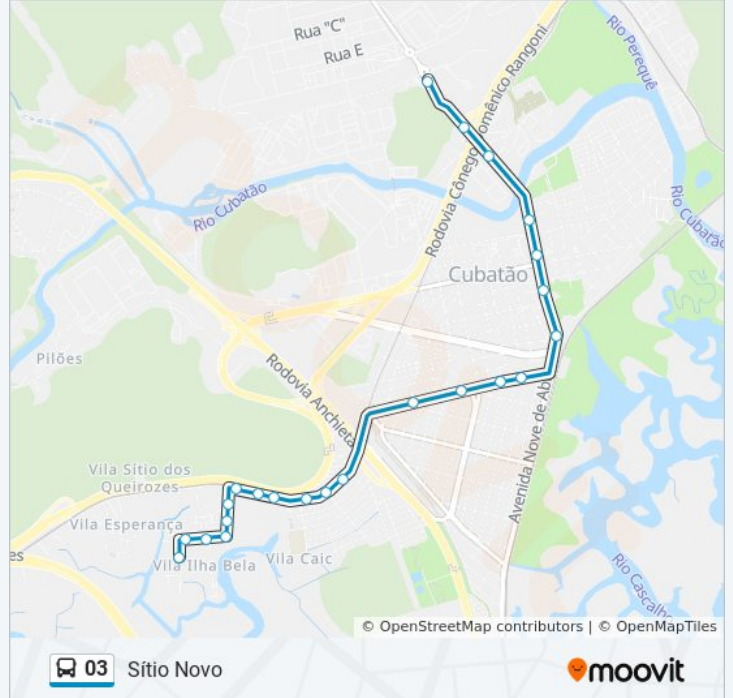 Rua "C"
Rua E
Rio Perequê
Rodovia Cônego Domênico Rangoni
Rio Cubatão
Rio Cubatão
Cubatão
Pilões
Rodovia Anchieta
Vila Sítio dos
Queirozes
Vila Esperança
Avenida Nove de Ab
es
Vila Ilha Bela
Vila Caic
Rio Cascalho
© OpenStreetMap contributors | © OpenMapTiles
03 Sítio Novo
moovit